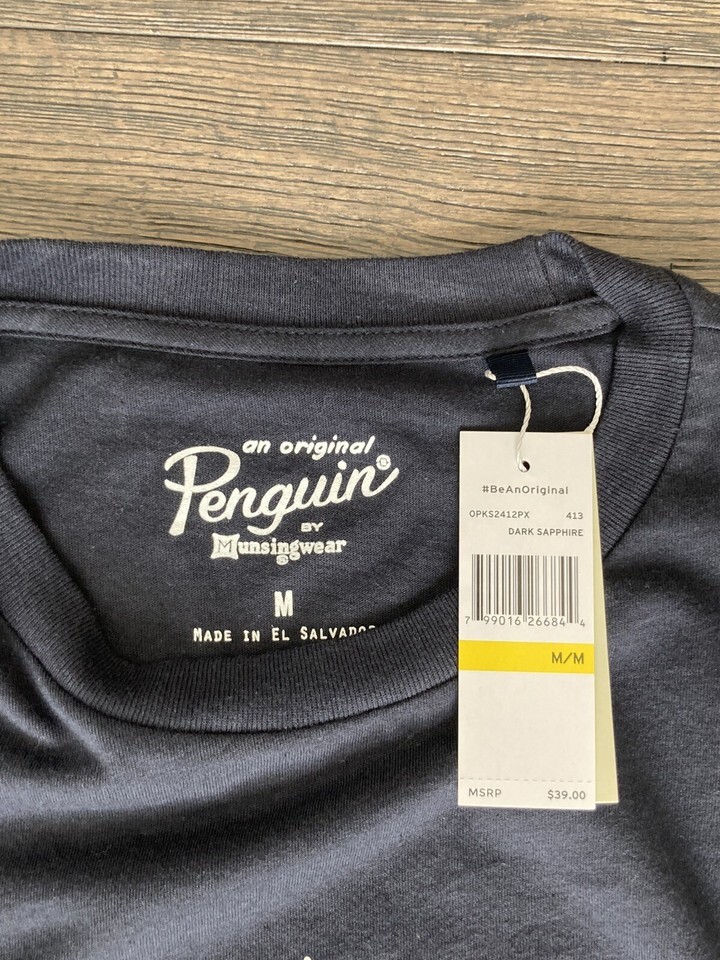 an original
Penguin®
BY
Munsingwear
®
M
MADE IN EL SALVADOR
#BeAnOriginal
OPKS2412PX 413
DARK SAPPHIRE
7 99016 26684 4
M/M
MSRP $39.00